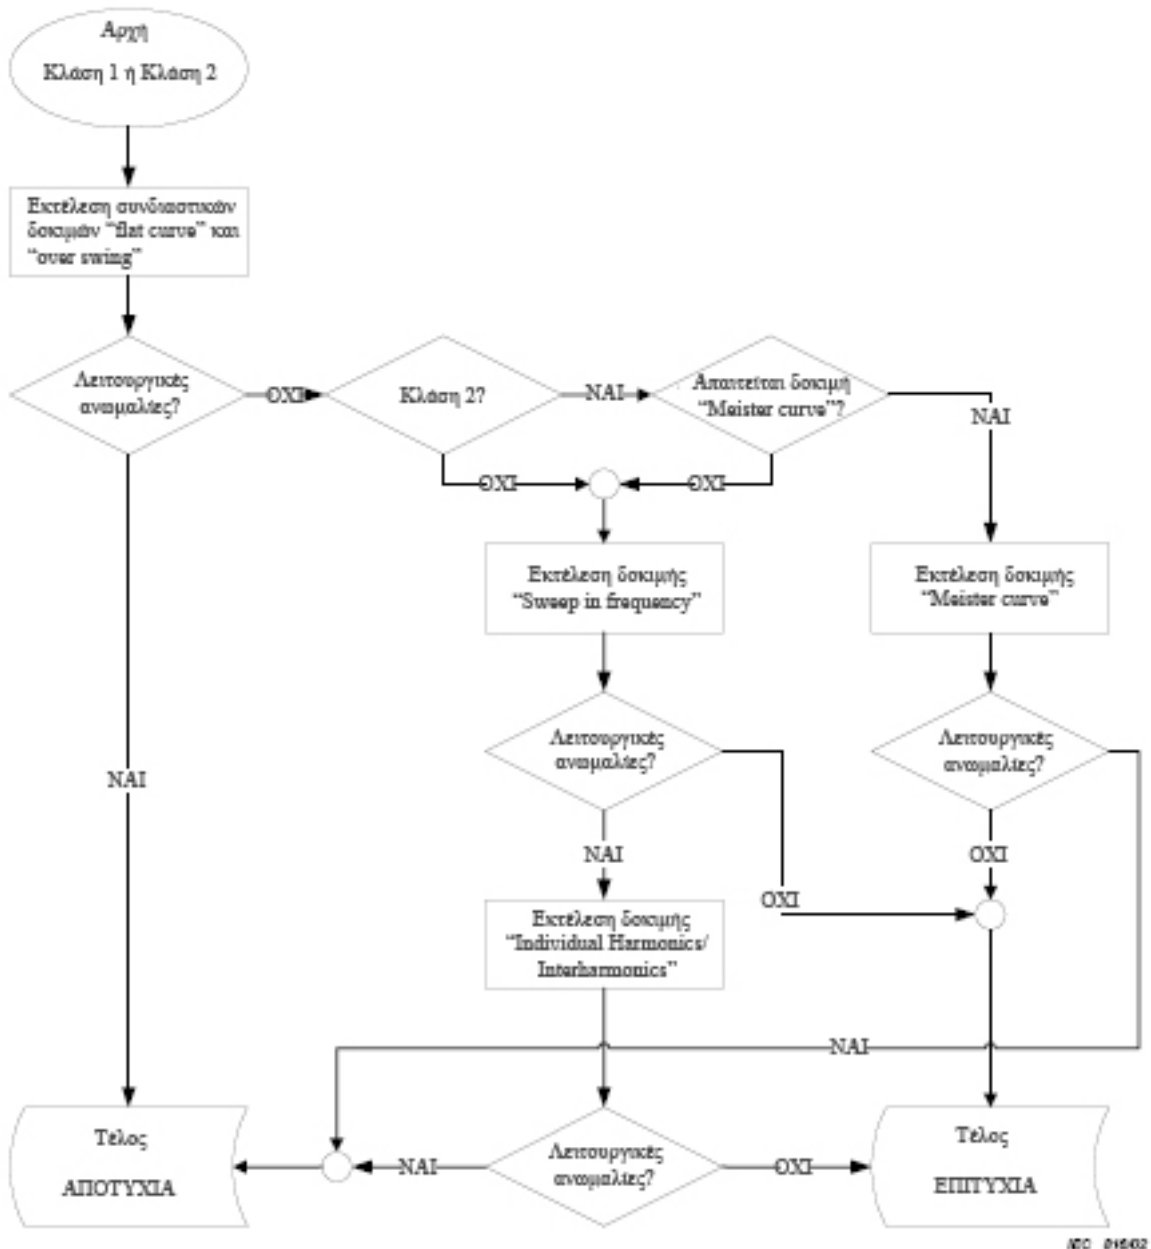 Αρχή
Κλάση 1 ή Κλάση 2
Εκτέλεση συνδιαστικών
δοκιμών “flat curve” και
“over swing”
Λειτουργικές
ανωμαλίες?
ΟΧΙ
Κλάση 2?
ΝΑΙ
Απαιτείται δοκιμή
“Meister curve”?
ΝΑΙ
ΟΧΙ
ΟΧΙ
Εκτέλεση δοκιμής
“Sweep in frequency”
Εκτέλεση δοκιμής
“Meister curve”
Λειτουργικές
ανωμαλίες?
Λειτουργικές
ανωμαλίες?
ΝΑΙ
ΝΑΙ
ΟΧΙ
ΟΧΙ
Εκτέλεση δοκιμής
“Individual Harmonics/
Interharmonics”
ΝΑΙ
Τέλος
ΑΠΟΤΥΧΙΑ
ΝΑΙ
Λειτουργικές
ανωμαλίες?
ΟΧΙ
Τέλος
ΕΠΙΤΥΧΙΑ
IEC